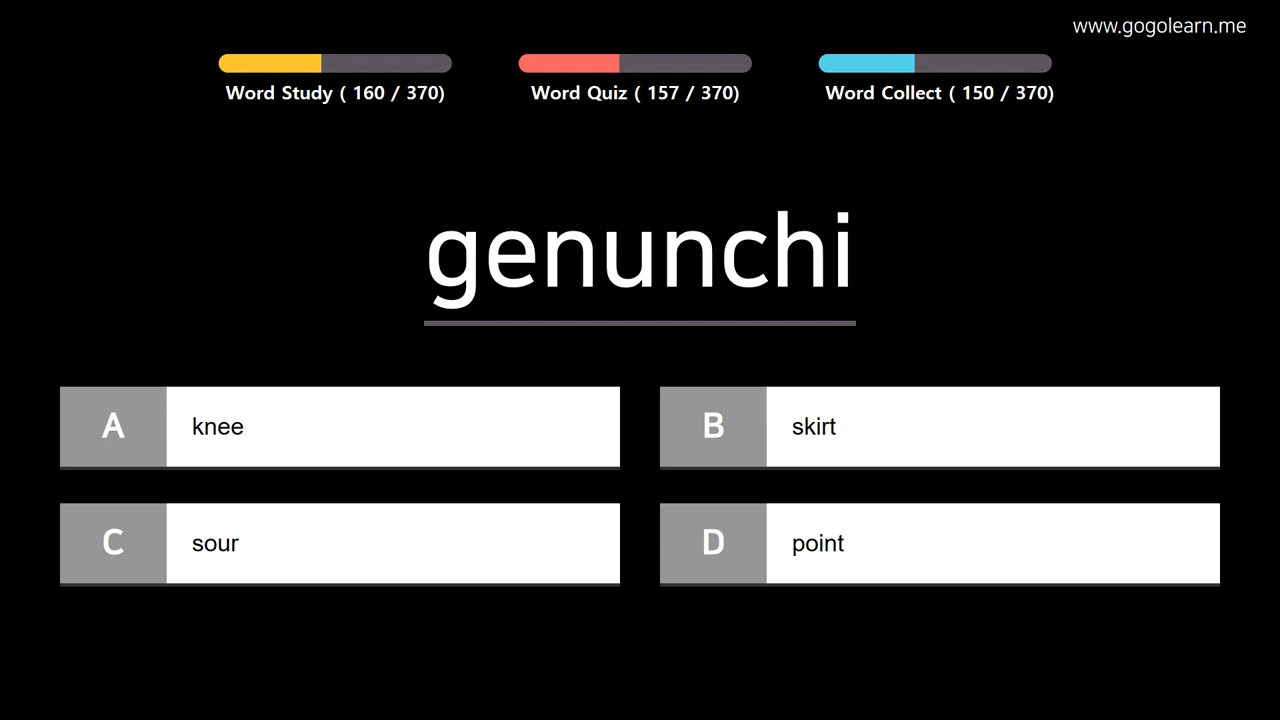 www.gogolearn.me
Word Study ( 160 / 370)
Word Quiz ( 157 / 370)
Word Collect ( 150 / 370)
genunchi
A knee
B skirt
C sour
D point